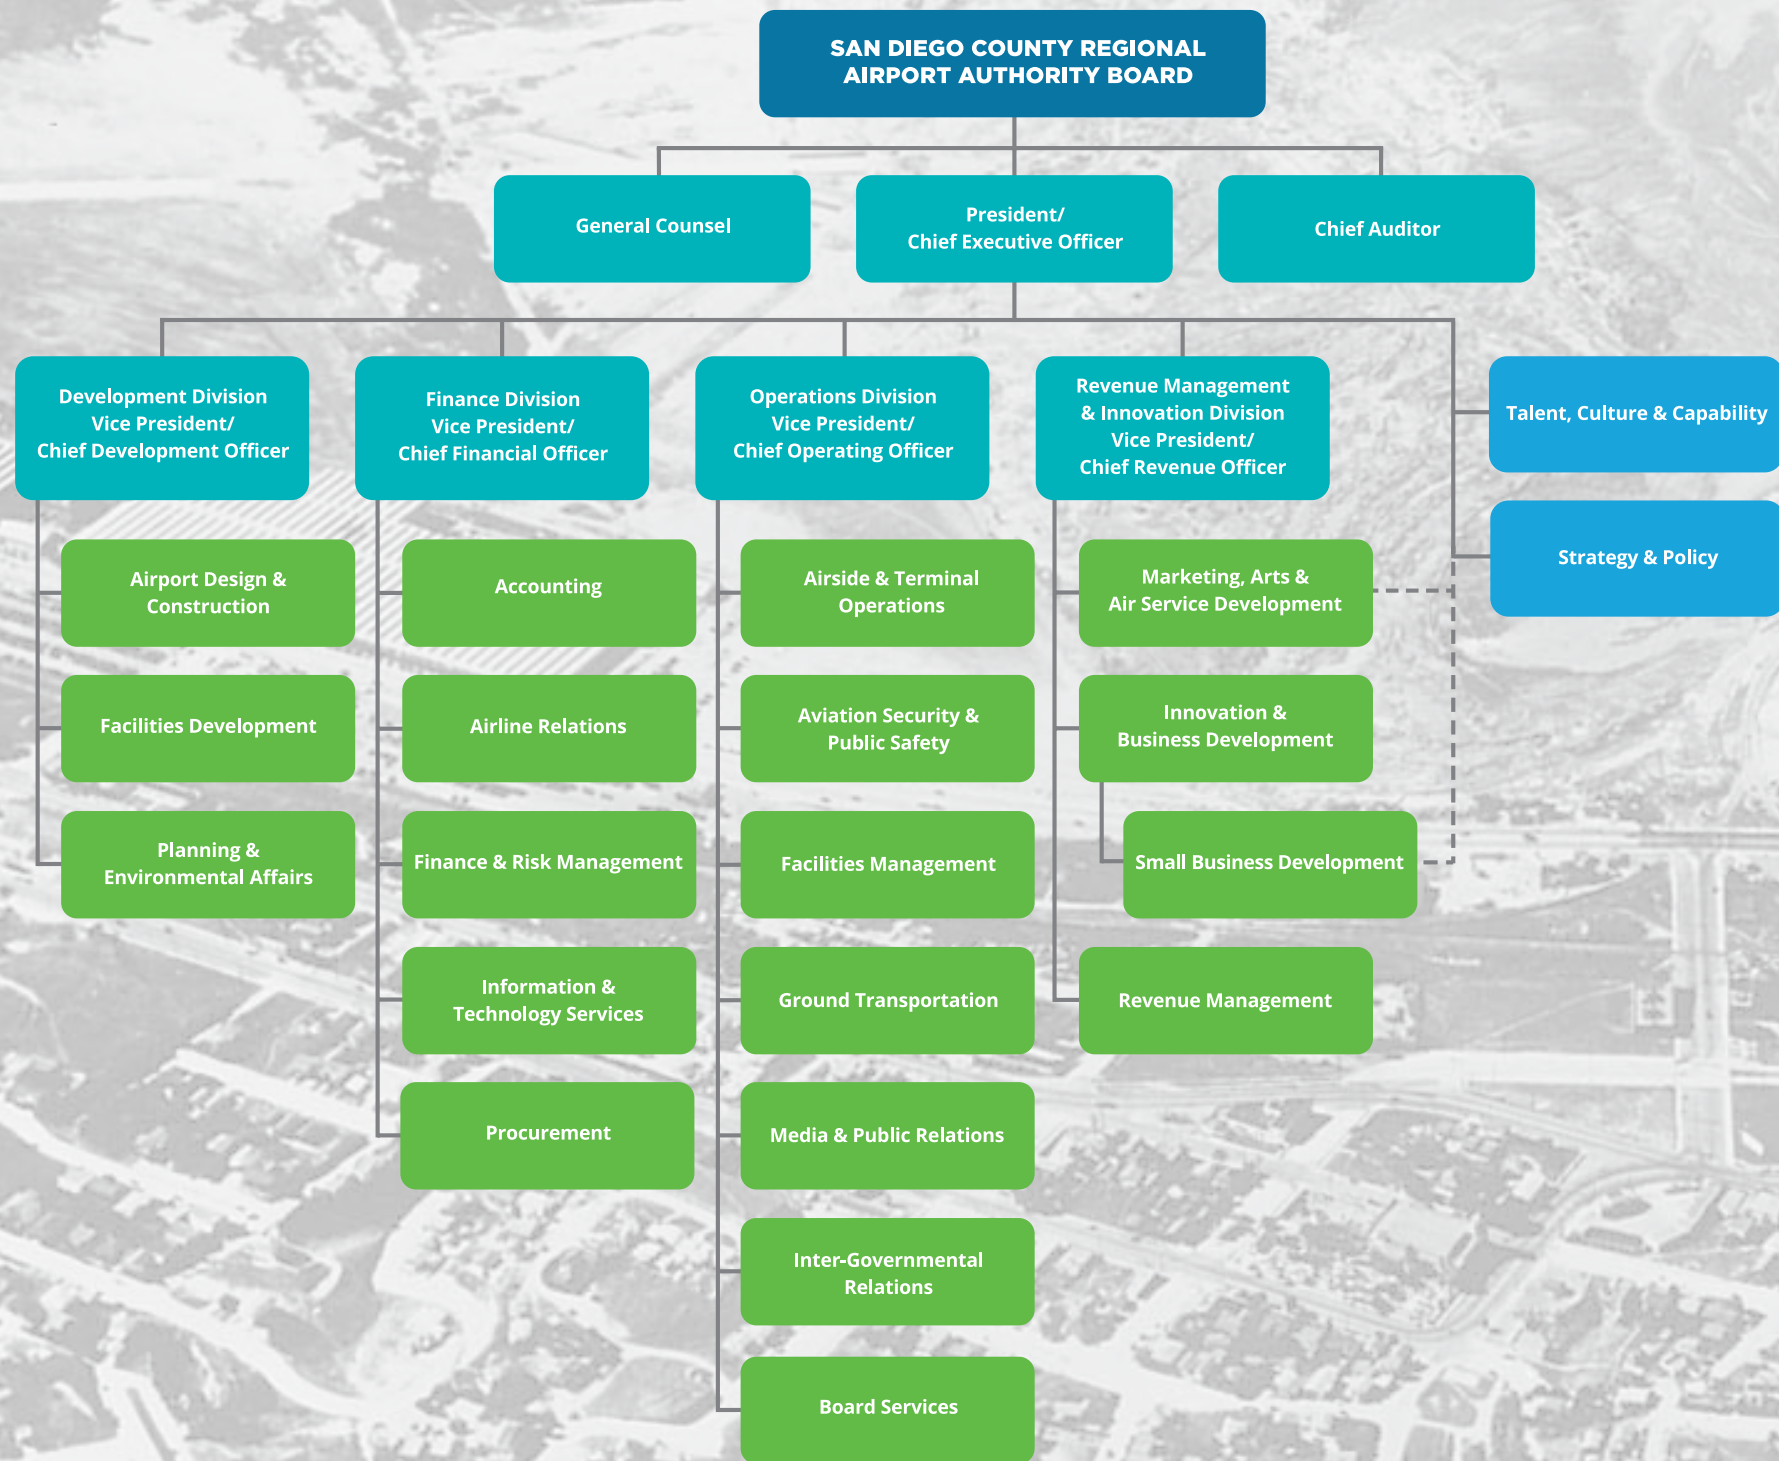 SAN DIEGO COUNTY REGIONAL
AIRPORT AUTHORITY BOARD
General Counsel
President/
Chief Executive Officer
Chief Auditor
Development Division
Vice President/
Chief Development Officer
Finance Division
Vice President/
Chief Financial Officer
Operations Division
Vice President/
Chief Operating Officer
Revenue Management
& Innovation Division
Vice President/
Chief Revenue Officer
Talent, Culture & Capability
Strategy & Policy
Airport Design &
Construction
Facilities Development
Planning &
Environmental Affairs
Accounting
Airline Relations
Finance & Risk Management
Information &
Technology Services
Procurement
Airside & Terminal
Operations
Aviation Security &
Public Safety
Facilities Management
Ground Transportation
Media & Public Relations
Inter-Governmental
Relations
Board Services
Marketing, Arts &
Air Service Development
Innovation &
Business Development
Small Business Development
Revenue Management